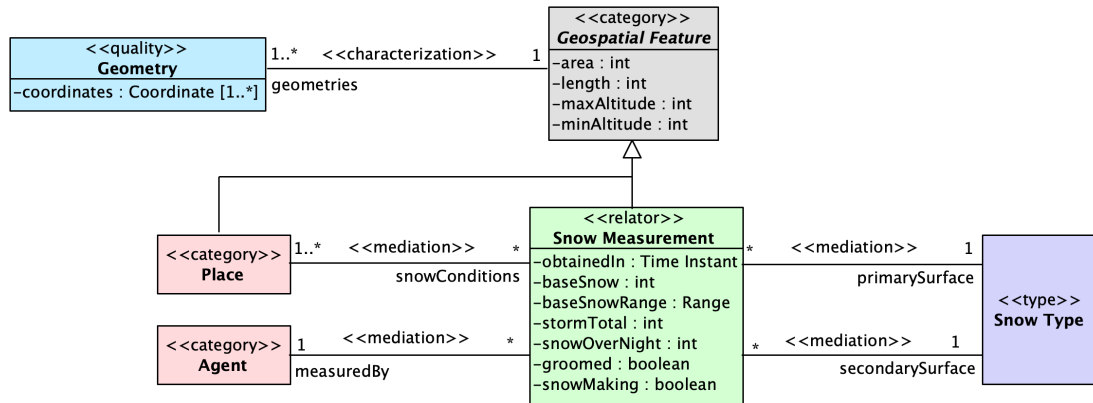 <<category>>
Geospatial Feature
-area : int
-length : int
-maxAltitude : int
-minAltitude : int
<<quality>>
Geometry
-coordinates : Coordinate [1..*]
1..* <<characterization>> 1
geometries
<<relator>>
Snow Measurement
-obtainedIn : Time Instant
-baseSnow : int
-baseSnowRange : Range
-stormTotal : int
-snowOverNight : int
-groomed : boolean
-snowMaking : boolean
<<category>>
Place
1..* <<mediation>> *
snowConditions
<<category>>
Agent
1 <<mediation>> *
measuredBy
* <<mediation>> 1
primarySurface
* <<mediation>> 1
secondarySurface
<<type>>
Snow Type